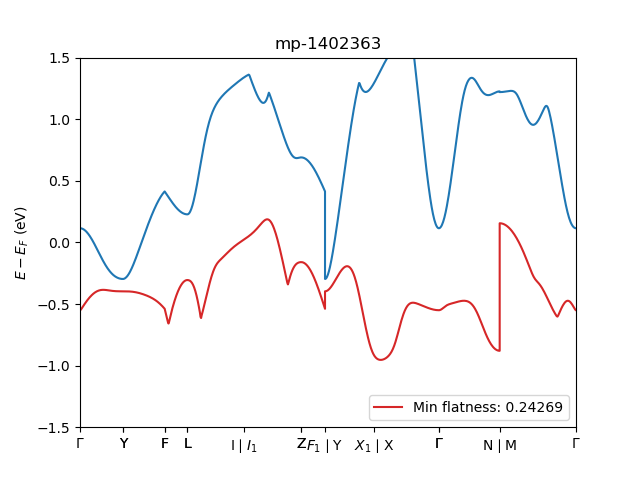 mp-1402363
E − E_F (eV)
1.5
1.0
0.5
0.0
−0.5
−1.0
−1.5
Min flatness: 0.24269
Γ Y F L I | I₁ Z F₁ | Y X₁ | X Γ N | M Γ